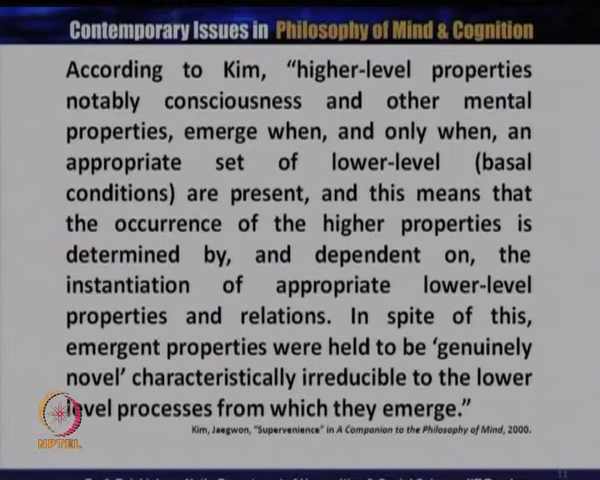 Contemporary Issues in Philosophy of Mind & Cognition
According to Kim, “higher-level properties
notably consciousness and other mental
properties, emerge when, and only when, an
appropriate set of lower-level (basal
conditions) are present, and this means that
the occurrence of the higher properties is
determined by, and dependent on, the
instantiation of appropriate lower-level
properties and relations. In spite of this,
emergent properties were held to be ‘genuinely
novel’ characteristically irreducible to the lower
level processes from which they emerge.”
NPTEL
Kim, Jaegwon, “Supervenience” in A Companion to the Philosophy of Mind, 2000.
11